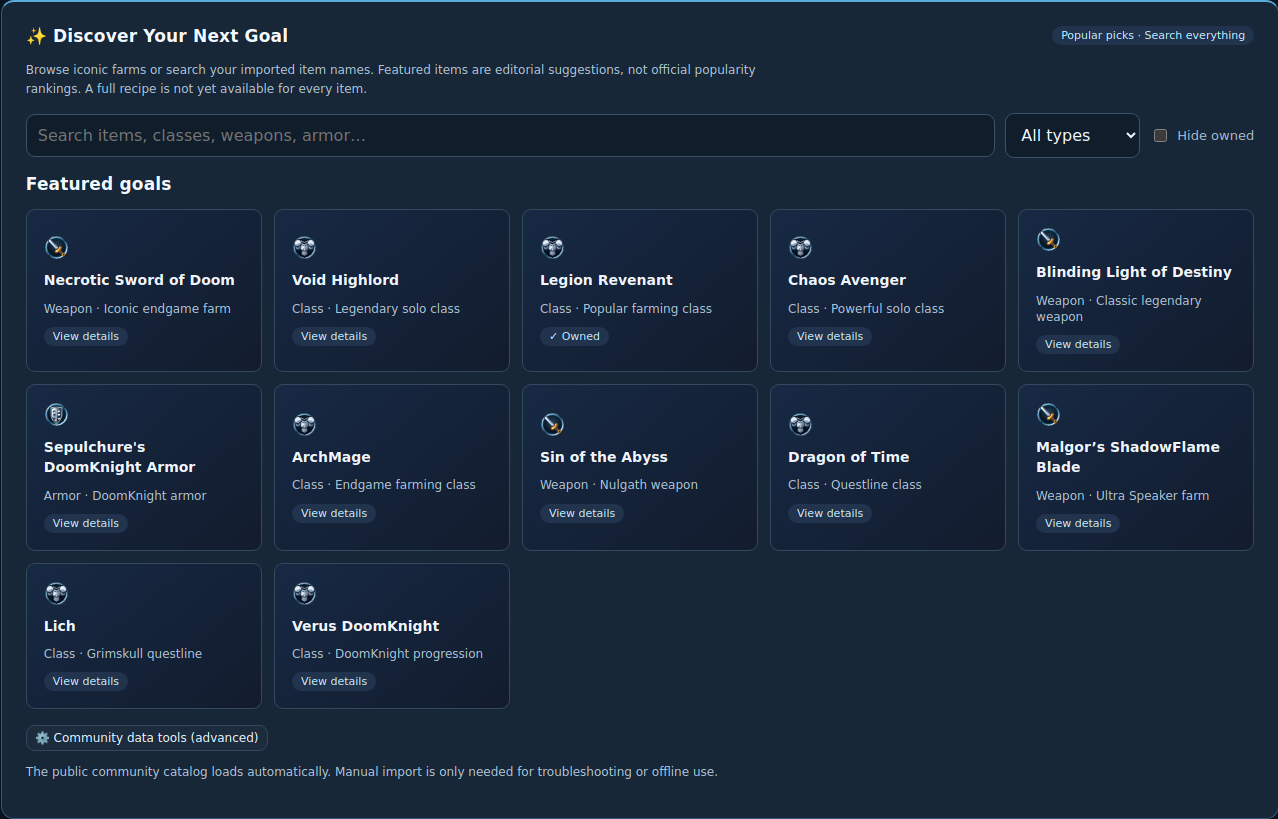 ✨ Discover Your Next Goal
Popular picks · Search everything
Browse iconic farms or search your imported item names. Featured items are editorial suggestions, not official popularity
rankings. A full recipe is not yet available for every item.
Search items, classes, weapons, armor…
All types
Hide owned
Featured goals
Necrotic Sword of Doom
Weapon · Iconic endgame farm
View details
Void Highlord
Class · Legendary solo class
View details
Legion Revenant
Class · Popular farming class
✓ Owned
Chaos Avenger
Class · Powerful solo class
View details
Blinding Light of Destiny
Weapon · Classic legendary
weapon
View details
Sepulchure's
DoomKnight Armor
Armor · DoomKnight armor
View details
ArchMage
Class · Endgame farming class
View details
Sin of the Abyss
Weapon · Nulgath weapon
View details
Dragon of Time
Class · Questline class
View details
Malgor’s ShadowFlame
Blade
Weapon · Ultra Speaker farm
View details
Lich
Class · Grimskull questline
View details
Verus DoomKnight
Class · DoomKnight progression
View details
⚙️ Community data tools (advanced)
The public community catalog loads automatically. Manual import is only needed for troubleshooting or offline use.